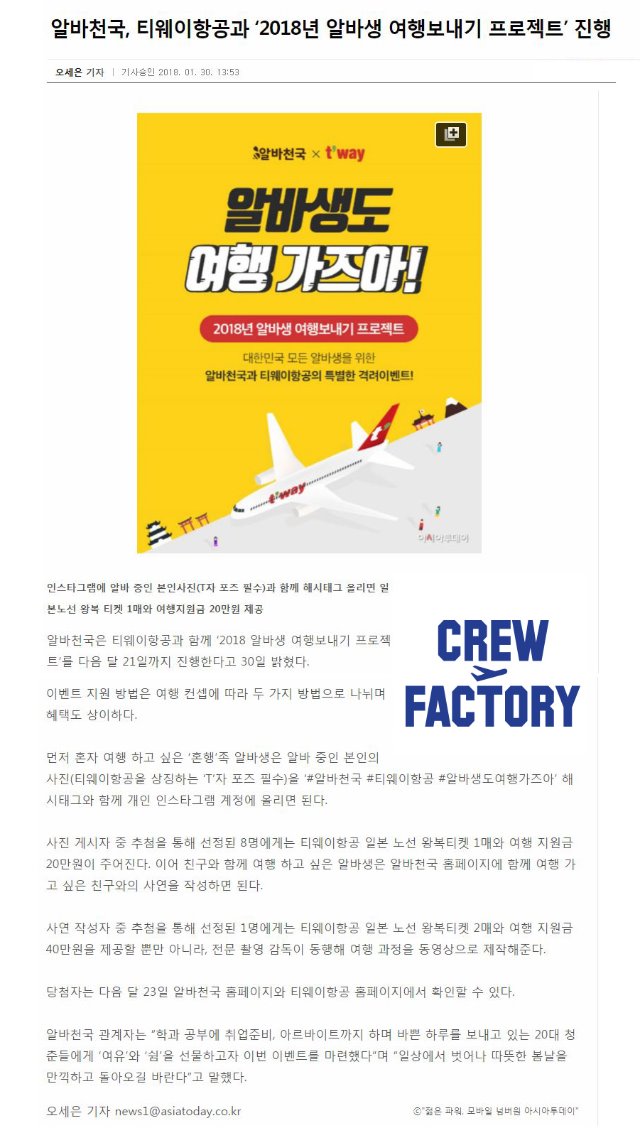 알바천국, 티웨이항공과 ‘2018년 알바생 여행보내기 프로젝트’ 진행
오세은 기자 | 기사승인 2018. 01. 30. 13:53
알바천국 × t'way
알바생도
여행 가즈아!
2018년 알바생 여행보내기 프로젝트
대한민국 모든 알바생을 위한
알바천국과 티웨이항공의 특별한 격려이벤트!
t'way
아시아투데이
인스타그램에 알바 중인 본인사진(T자 포즈 필수)과 함께 해시태그 올리면 일
본노선 왕복 티켓 1매와 여행지원금 20만원 제공
알바천국은 티웨이항공과 함께 ‘2018 알바생 여행보내기 프로젝
트’를 다음 달 21일까지 진행한다고 30일 밝혔다.
CREW
FACTORY
이벤트 지원 방법은 여행 컨셉에 따라 두 가지 방법으로 나뉘며
혜택도 상이하다.
먼저 혼자 여행 하고 싶은 ‘혼행’족 알바생은 알바 중인 본인의
사진(티웨이항공을 상징하는 ‘T’자 포즈 필수)을 ‘#알바천국 #티웨이항공 #알바생도여행가즈아’ 해
시태그와 함께 개인 인스타그램 계정에 올리면 된다.
사진 게시자 중 추첨을 통해 선정된 8명에게는 티웨이항공 일본 노선 왕복티켓 1매와 여행 지원금
20만원이 주어진다. 이어 친구와 함께 여행 하고 싶은 알바생은 알바천국 홈페이지에 함께 여행 가
고 싶은 친구와의 사연을 작성하면 된다.
사연 작성자 중 추첨을 통해 선정된 1명에게는 티웨이항공 일본 노선 왕복티켓 2매와 여행 지원금
40만원을 제공할 뿐만 아니라, 전문 촬영 감독이 동행해 여행 과정을 동영상으로 제작해준다.
당첨자는 다음 달 23일 알바천국 홈페이지와 티웨이항공 홈페이지에서 확인할 수 있다.
알바천국 관계자는 “학과 공부에 취업준비, 아르바이트까지 하며 바쁜 하루를 보내고 있는 20대 청
춘들에게 ‘여유’와 ‘쉼’을 선물하고자 이번 이벤트를 마련했다”며 “일상에서 벗어나 따뜻한 봄날을
만끽하고 돌아오길 바란다”고 말했다.
오세은 기자 news1@asiatoday.co.kr
ⓒ"젊은 파워, 모바일 넘버원 아시아투데이"